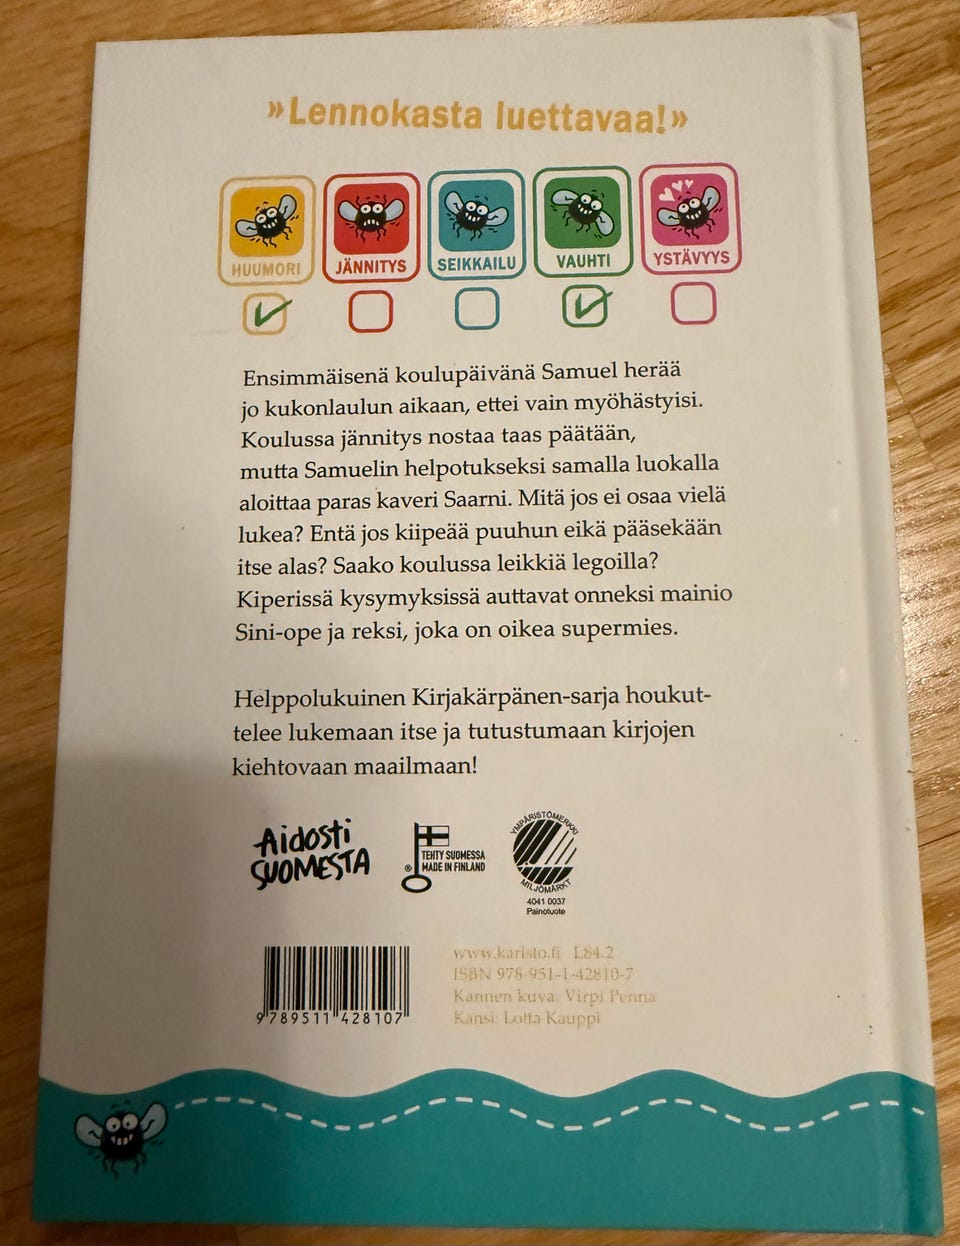 »Lennokasta luettavaa!»
HUUMORI JÄNNITYS SEIKKAILU VAUHTI YSTÄVYYS
Ensimmäisenä koulupäivänä Samuel herää
jo kukonlaulun aikaan, ettei vain myöhästyisi.
Koulussa jännitys nostaa taas päätään,
mutta Samuelin helpotukseksi samalla luokalla
aloittaa paras kaveri Saarni. Mitä jos ei osaa vielä
lukea? Entä jos kiipeää puuhun eikä pääsekään
itse alas? Saako koulussa leikkiä legoilla?
Kiperissä kysymyksissä auttavat onneksi mainio
Sini-ope ja reksi, joka on oikea supermies.
Helppolukuinen Kirjakärpänen-sarja houkut-
telee lukemaan itse ja tutustumaan kirjojen
kiehtovaan maailmaan!
Aidosti
SUOMESTA
TEHTY SUOMESSA
® MADE IN FINLAND
YMPÄRISTÖMERKKI
MILJÖMÄRKT
4041 0037
Painotuote
www.karisto.fi L84.2
ISBN 978-951-1-42810-7
Kannen kuva: Virpi Penna
Kansi: Lotta Kauppi
9 789511 428107